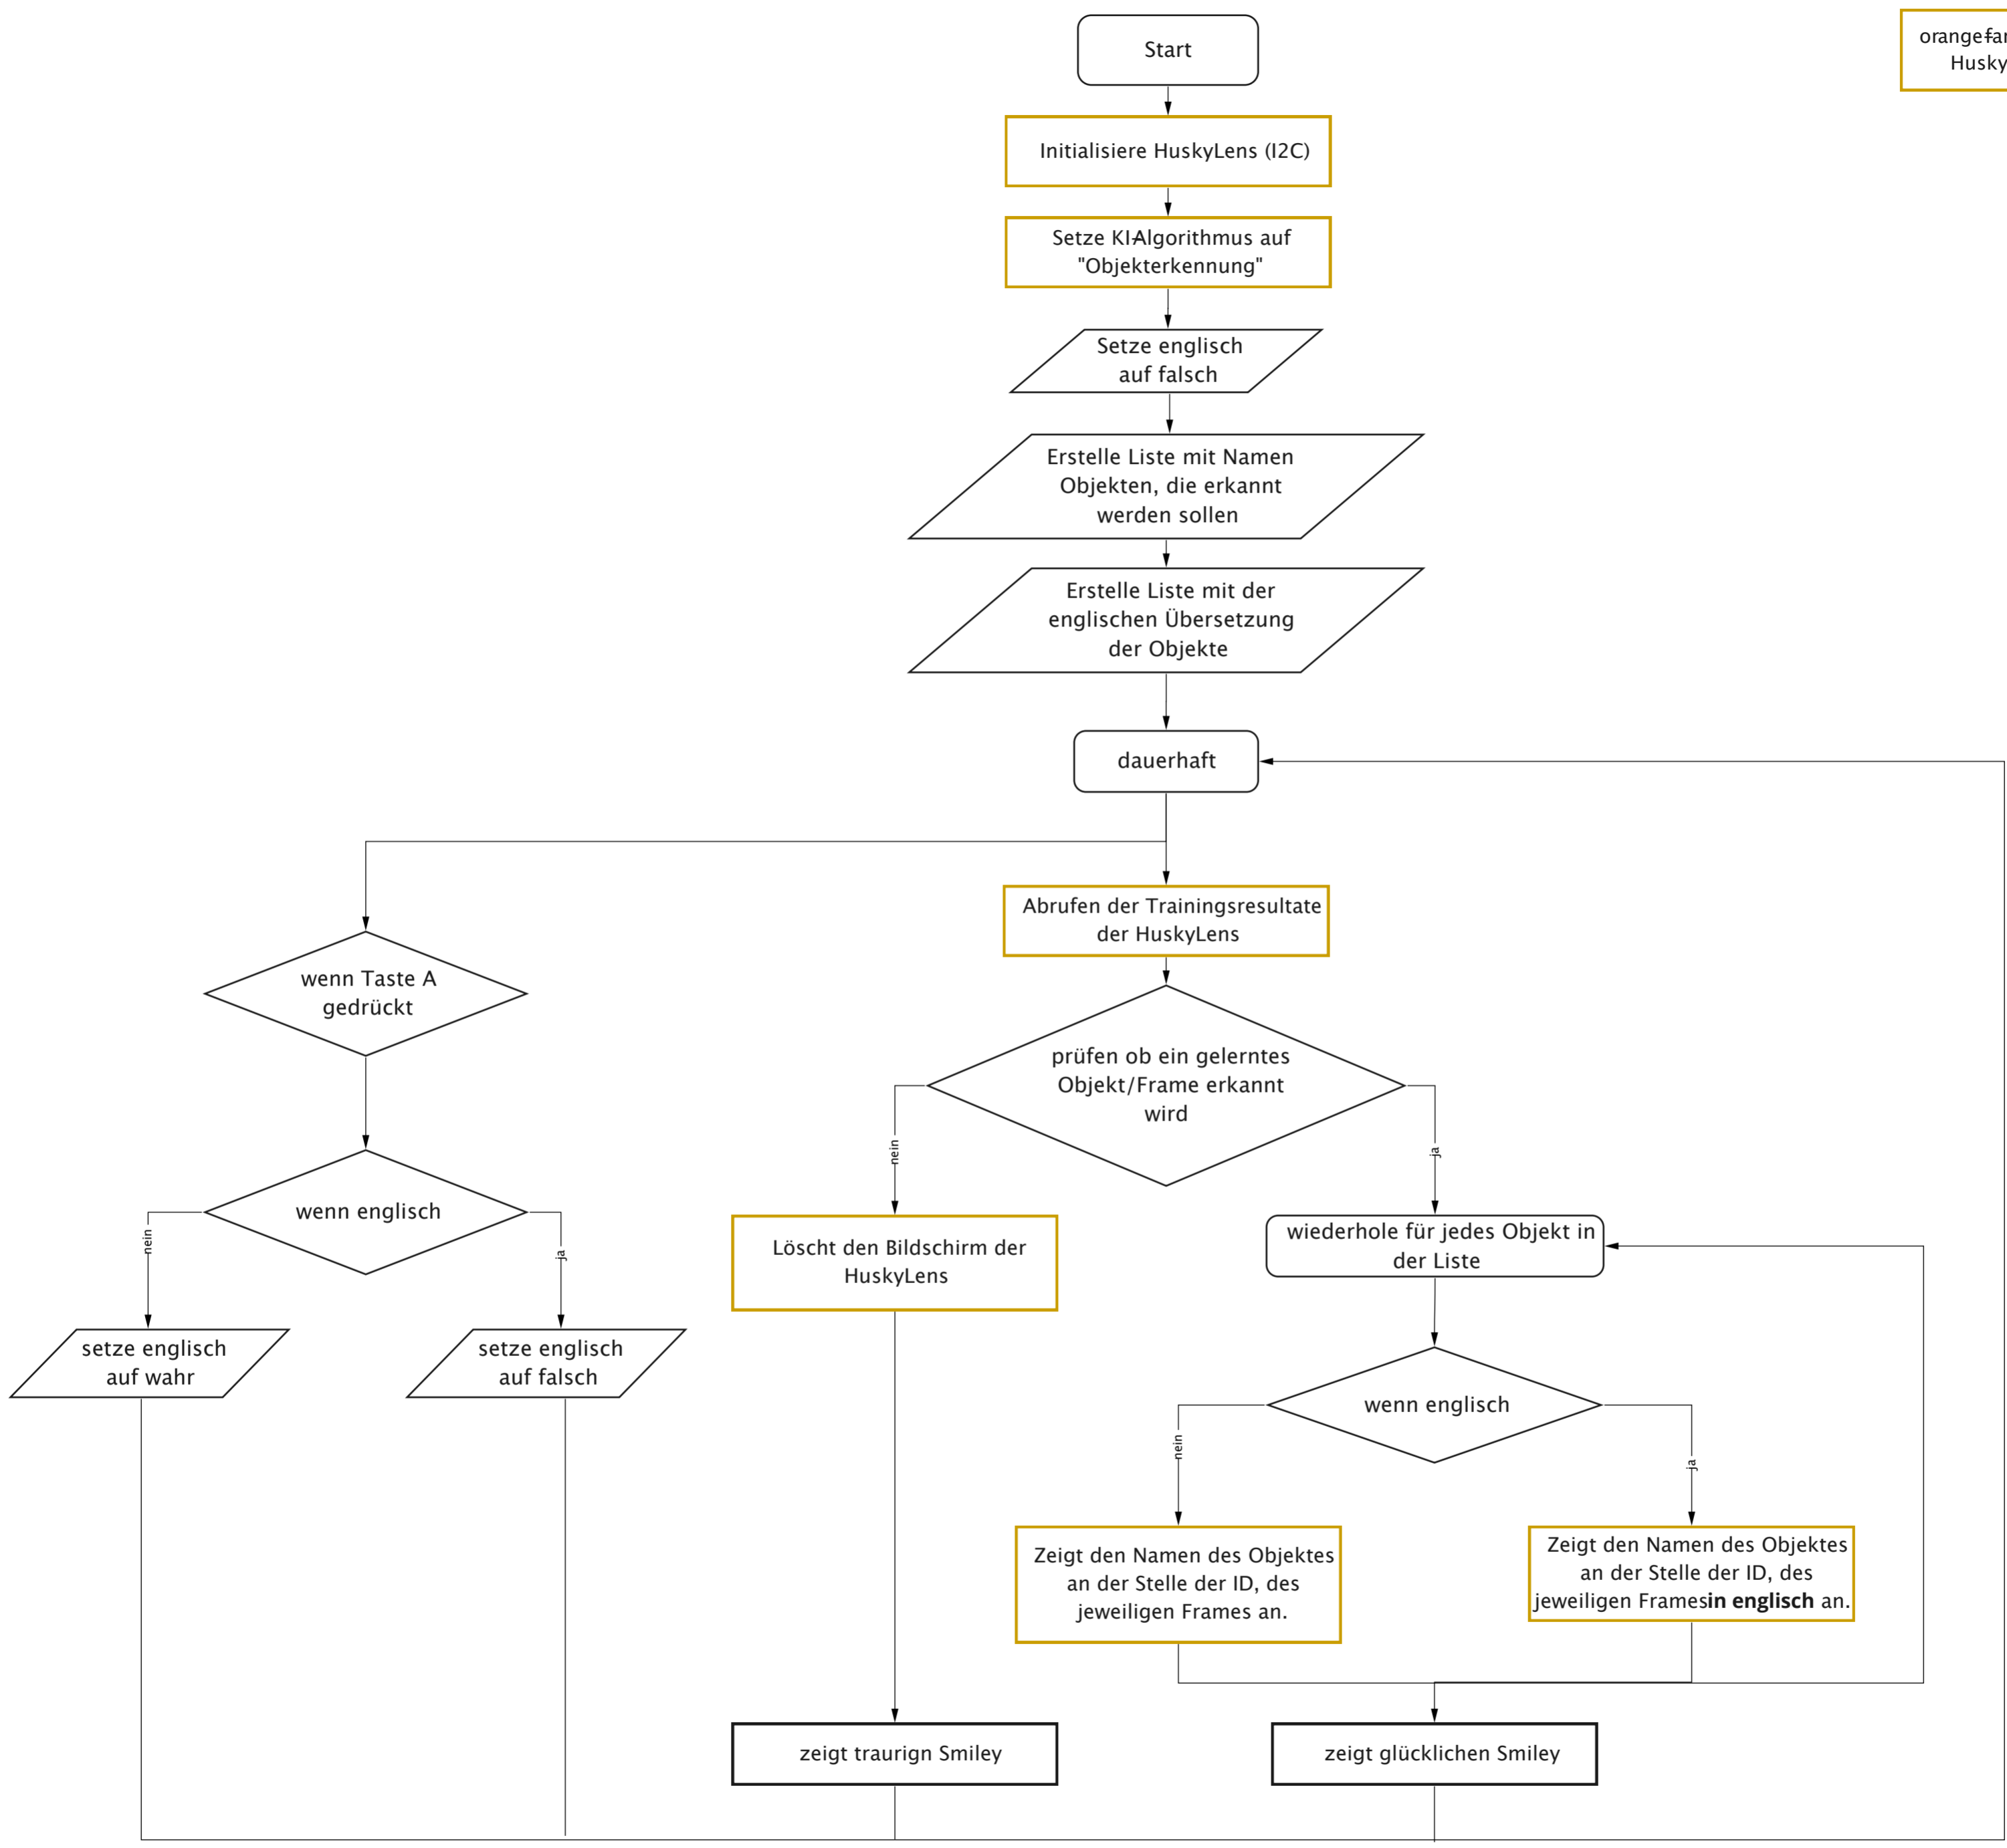 Start
Husky
Initialisiere HuskyLens (I2C)
Setze KI-Algorithmus auf
"Objekterkennung"
Setze englisch
auf falsch
Erstelle Liste mit Namen
Objekten, die erkannt
werden sollen
Erstelle Liste mit der
englischen Übersetzung
der Objekte
dauerhaft
Abrufen der Trainingsresultate
der HuskyLens
wenn Taste A
gedrückt
prüfen ob ein gelerntes
Objekt/Frame erkannt
wird
nein
ja
wenn englisch
nein
ja
Löscht den Bildschirm der
HuskyLens
wiederhole für jedes Objekt in
der Liste
setze englisch
auf wahr
setze englisch
auf falsch
wenn englisch
nein
ja
Zeigt den Namen des Objektes
an der Stelle der ID, des
jeweiligen Frames an.
Zeigt den Namen des Objektes
an der Stelle der ID, des
jeweiligen Framesin englisch an.
zeigt traurign Smiley
zeigt glücklichen Smiley